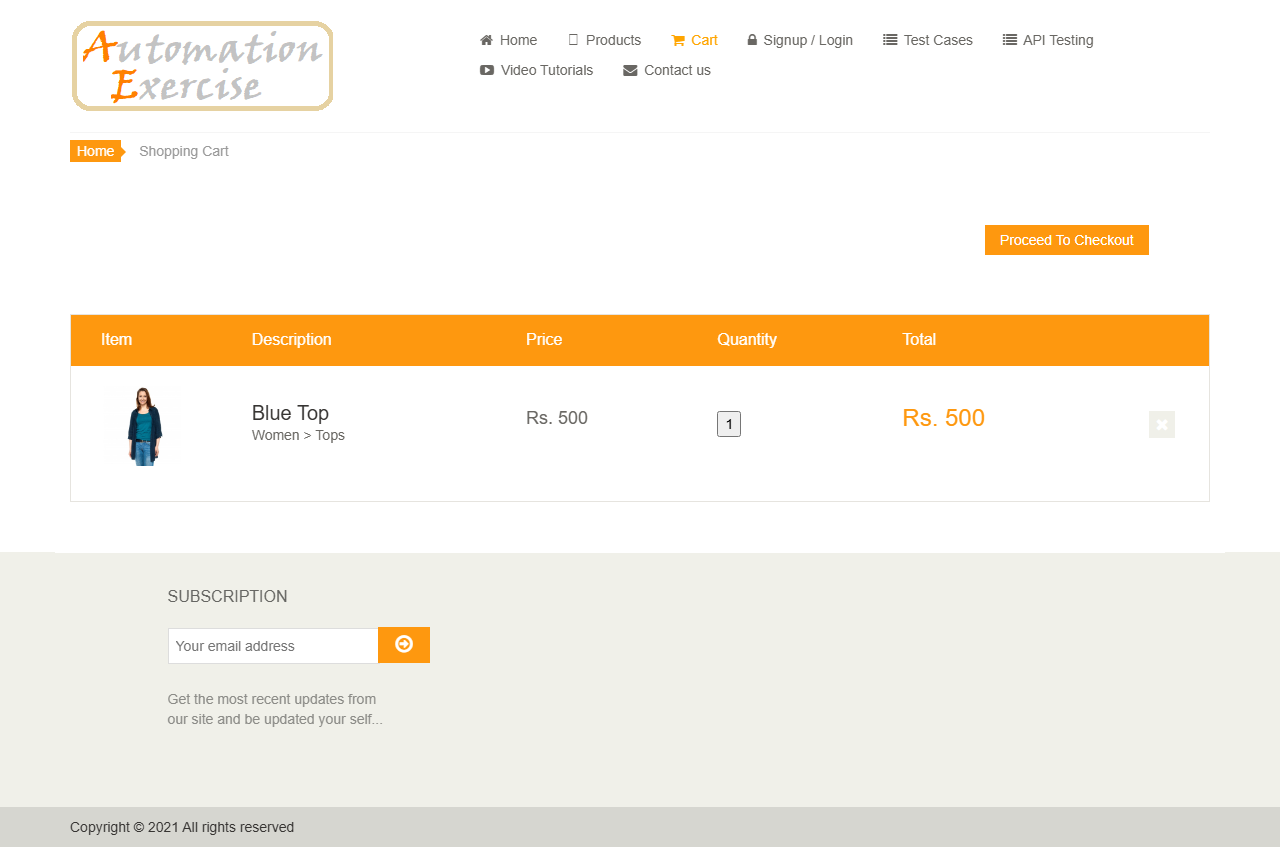 Automation
Exercise
Home Products Cart Signup / Login Test Cases API Testing
Video Tutorials Contact us
Home Shopping Cart
Proceed To Checkout
Item Description Price Quantity Total
Blue Top Rs. 500 1 Rs. 500
Women > Tops
SUBSCRIPTION
Your email address
Get the most recent updates from
our site and be updated your self...
Copyright © 2021 All rights reserved